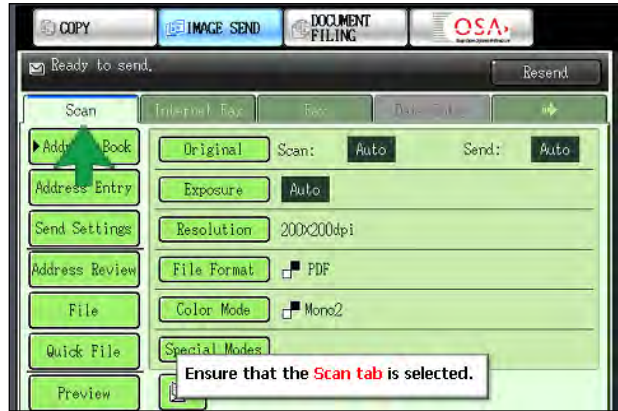 COPY
IMAGE SEND
DOCUMENT FILING
OSA
Ready to send.
Resend
Scan
Internet Fax
Fax
Address Book
Original
Scan:
Auto
Send:
Auto
Address Entry
Exposure
Auto
Send Settings
Resolution
200X200dpi
Address Review
File Format
PDF
File
Color Mode
Mono2
Quick File
Special Modes
Ensure that the Scan tab is selected.
Preview